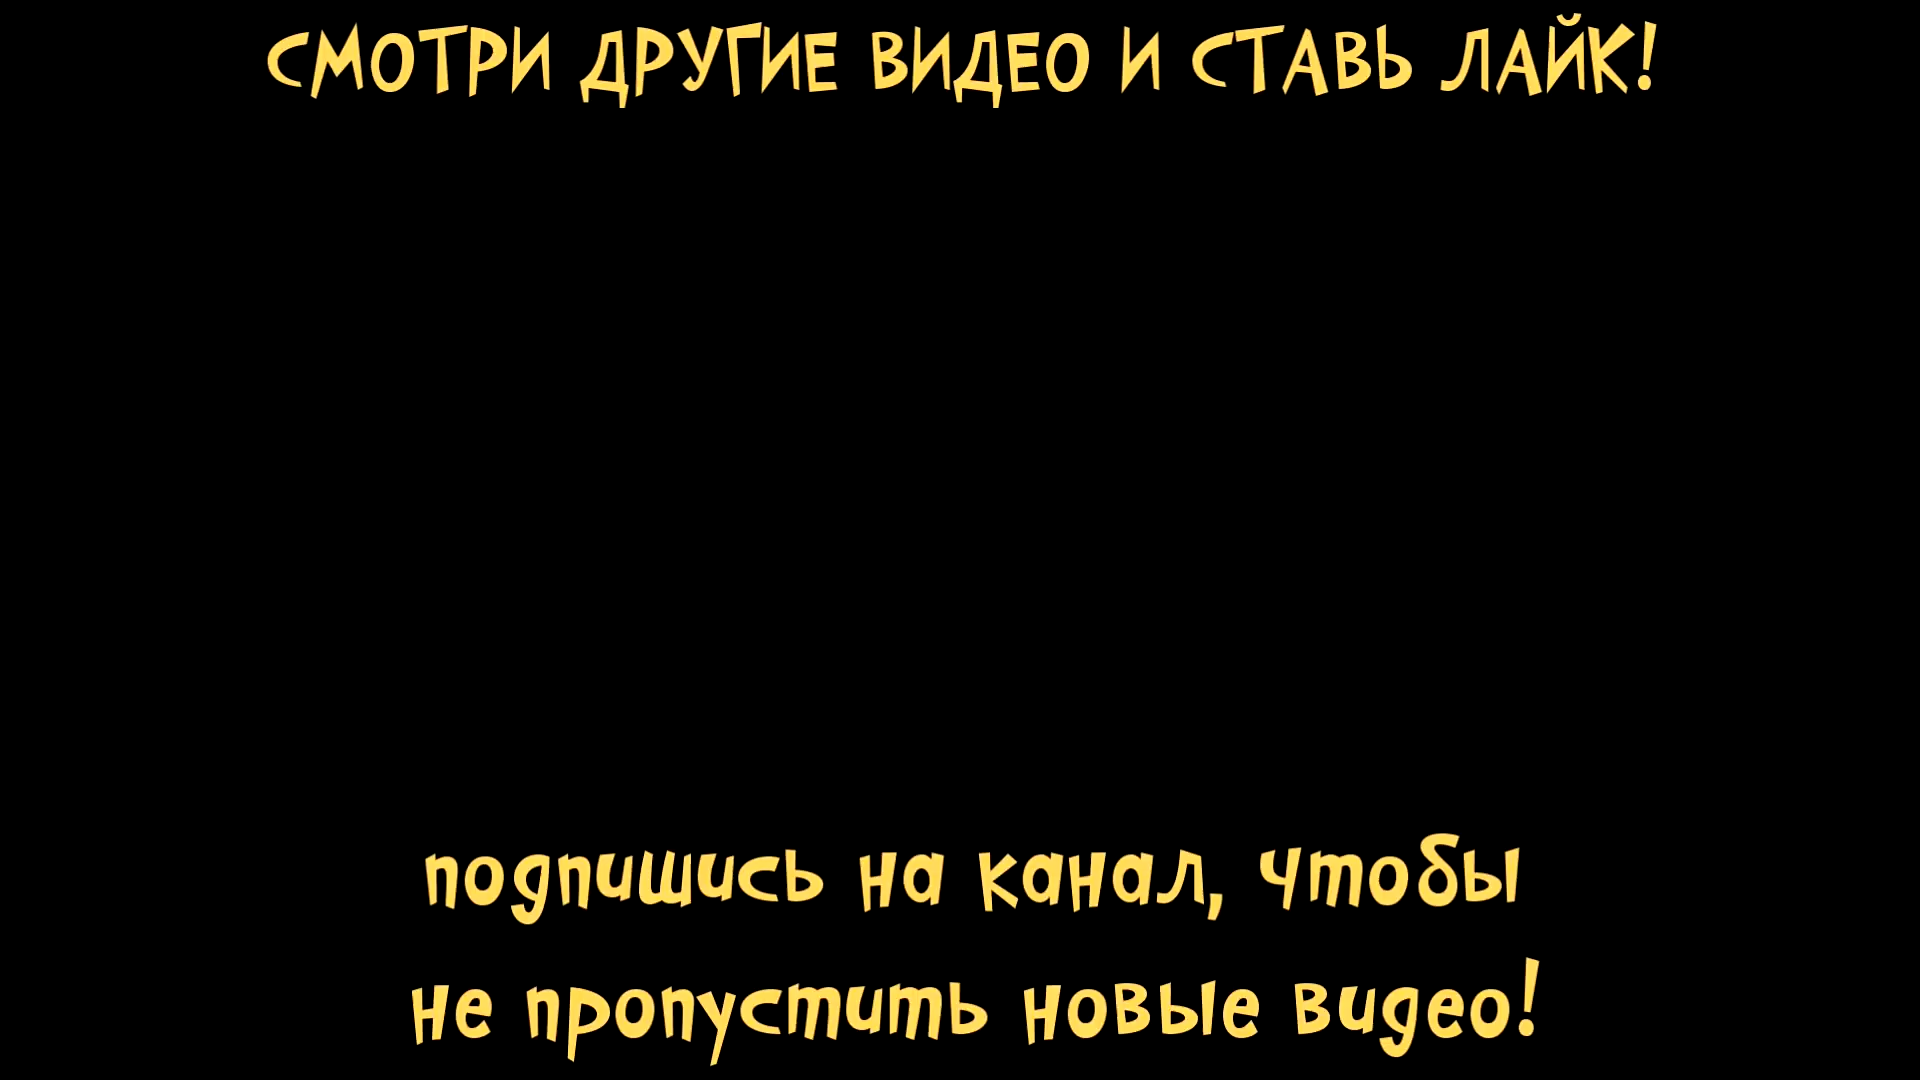 СМОТРИ ДРУГИЕ ВИДЕО И СТАВЬ ЛАЙК!
подпишись на канал, чтобы
не пропустить новые видео!